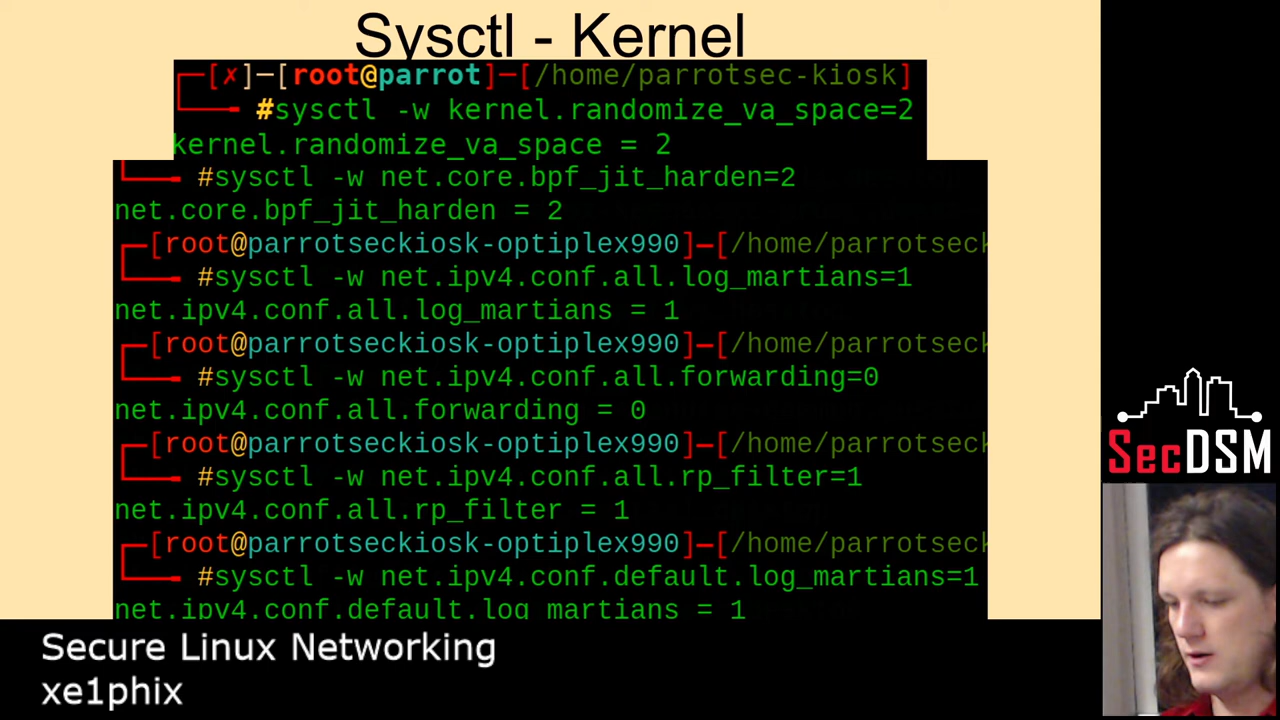 Sysctl - Kernel
[✗]─[root@parrot]─[/home/parrotsec-kiosk]
#sysctl -w kernel.randomize_va_space=2
kernel.randomize_va_space = 2
#sysctl -w net.core.bpf_jit_harden=2
net.core.bpf_jit_harden = 2
[root@parrotseckiosk-optiplex990]─[/home/parrotseck
#sysctl -w net.ipv4.conf.all.log_martians=1
net.ipv4.conf.all.log_martians = 1
[root@parrotseckiosk-optiplex990]─[/home/parrotseck
#sysctl -w net.ipv4.conf.all.forwarding=0
net.ipv4.conf.all.forwarding = 0
[root@parrotseckiosk-optiplex990]─[/home/parrotseck
#sysctl -w net.ipv4.conf.all.rp_filter=1
net.ipv4.conf.all.rp_filter = 1
[root@parrotseckiosk-optiplex990]─[/home/parrotseck
#sysctl -w net.ipv4.conf.default.log_martians=1
net.ipv4.conf.default.log_martians = 1
SecDSM
Secure Linux Networking
xe1phix